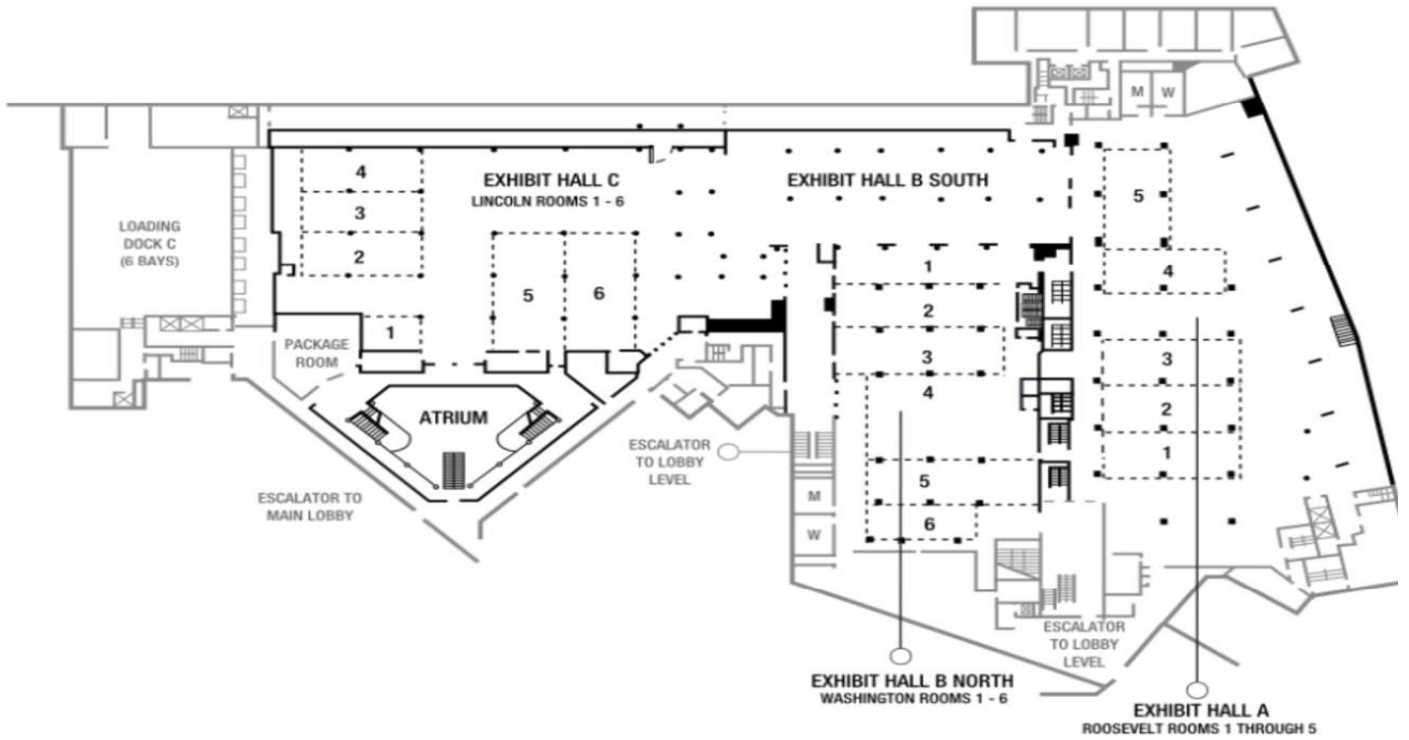 M
W
4
EXHIBIT HALL C
LINCOLN ROOMS 1 - 6
EXHIBIT HALL B SOUTH
5
3
LOADING
DOCK C
(6 BAYS)
2
1
4
5
6
2
1
PACKAGE
ROOM
3
3
4
2
ATRIUM
ESCALATOR
TO LOBBY
LEVEL
1
5
M
ESCALATOR TO
MAIN LOBBY
6
W
ESCALATOR
TO LOBBY
LEVEL
EXHIBIT HALL B NORTH
WASHINGTON ROOMS 1 - 6
EXHIBIT HALL A
ROOSEVELT ROOMS 1 THROUGH 5